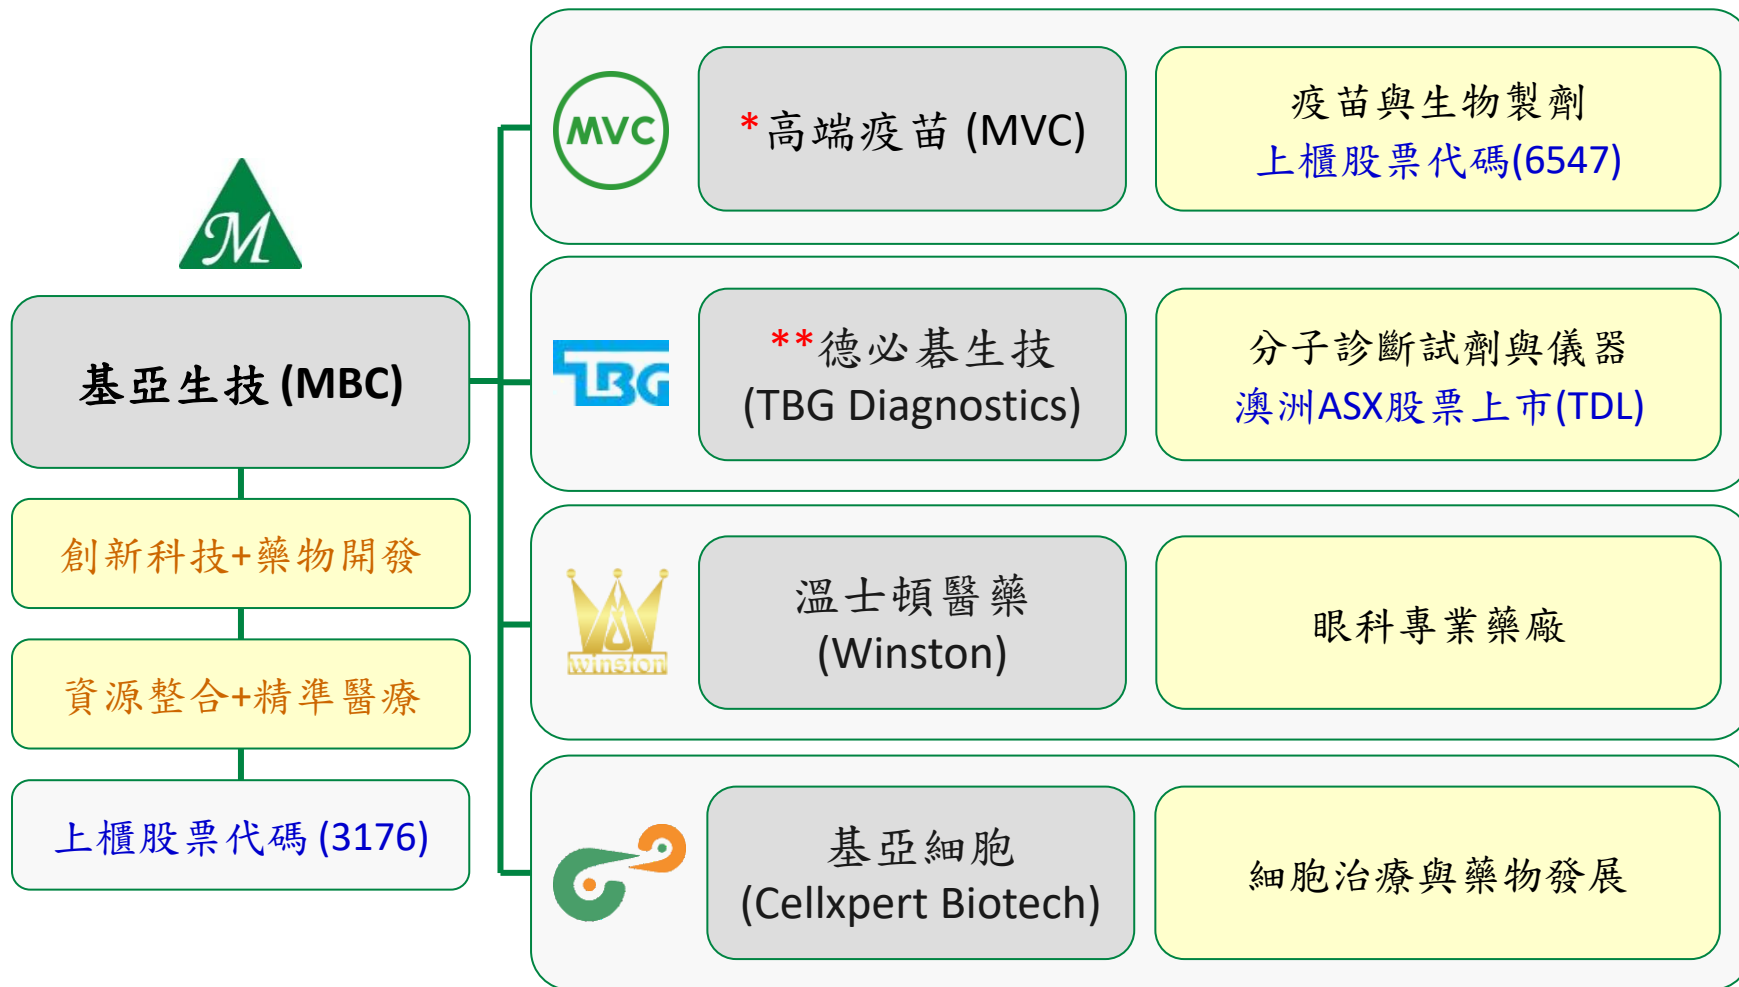 M
基亞生技 (MBC)
創新科技+藥物開發
資源整合+精準醫療
上櫃股票代碼 (3176)
MVC
*高端疫苗 (MVC)
疫苗與生物製劑
上櫃股票代碼(6547)
TBG
**德必碁生技
(TBG Diagnostics)
分子診斷試劑與儀器
澳洲ASX股票上市(TDL)
winston
溫士頓醫藥
(Winston)
眼科專業藥廠
基亞細胞
(Cellxpert Biotech)
細胞治療與藥物發展